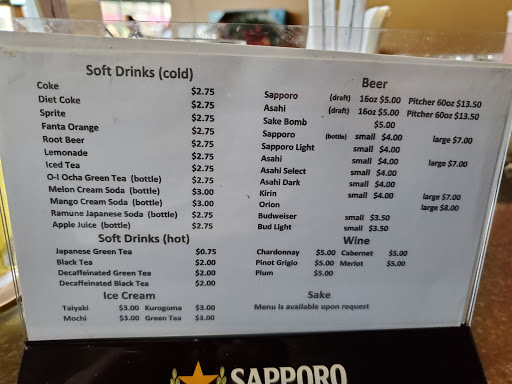 Soft Drinks (cold)
Coke $2.75
Diet Coke $2.75
Sprite $2.75
Fanta Orange $2.75
Root Beer $2.75
Lemonade $2.75
Iced Tea $2.75
O-I Ocha Green Tea (bottle) $2.75
Melon Cream Soda (bottle) $3.00
Mango Cream Soda (bottle) $3.00
Ramune Japanese Soda (bottle) $2.75
Apple Juice (bottle) $2.75
Soft Drinks (hot)
Japanese Green Tea $0.75
Black Tea $2.00
Decaffeinated Green Tea $2.00
Decaffeinated Black Tea $2.00
Ice Cream
Taiyaki $3.00 Kurogoma $3.00
Mochi $3.00 Green Tea $3.00
Beer
Sapporo (draft) 16oz $5.00 Pitcher 60oz $13.50
Asahi (draft) 16oz $5.00 Pitcher 60oz $13.50
Sake Bomb $5.00
Sapporo (bottle) small $4.00 large $7.00
Sapporo Light small $4.00
Asahi small $4.00 large $7.00
Asahi Select small $4.00
Asahi Dark small $4.00
Kirin small $4.00 large $7.00
Orion large $8.00
Budweiser small $3.50
Bud Light small $3.50
Wine
Chardonnay $5.00 Cabernet $5.00
Pinot Grigio $5.00 Merlot $5.00
Plum $5.00
Sake
Menu is available upon request
SAPPORO